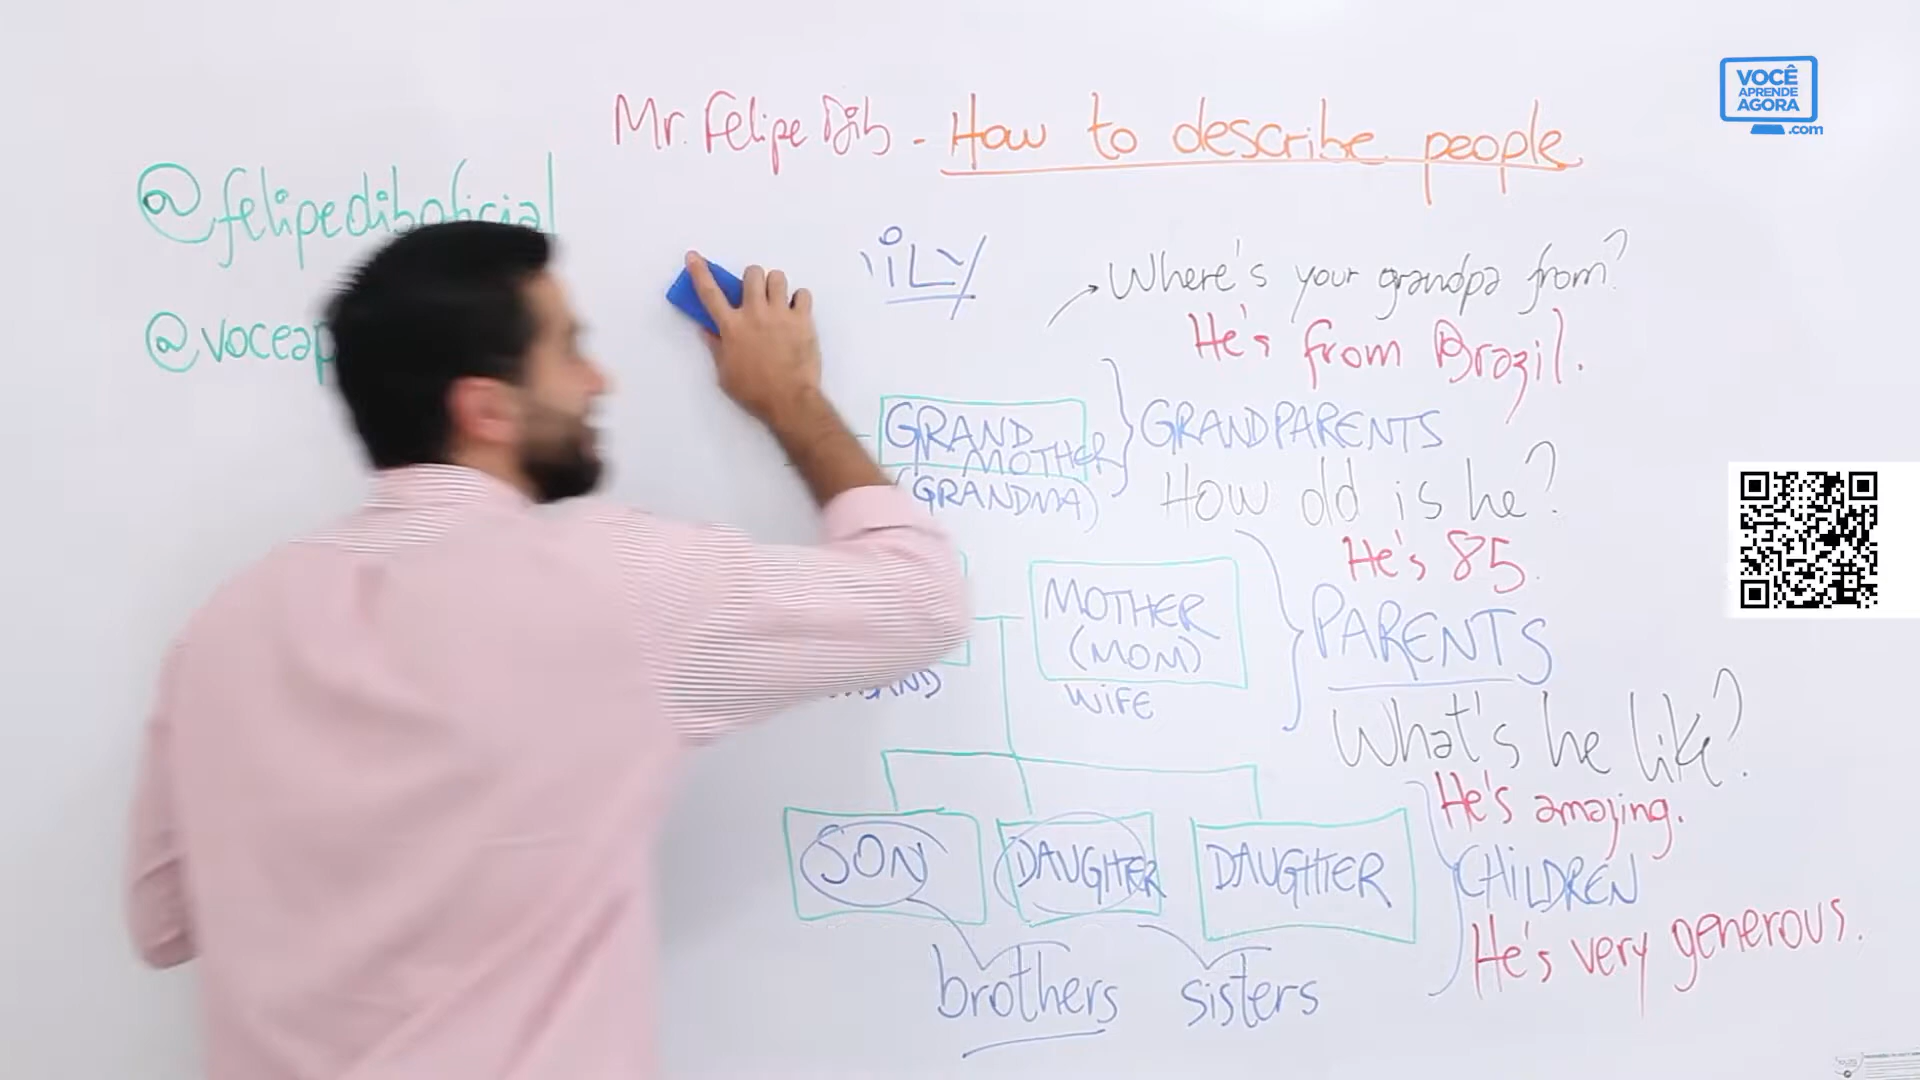 Mr. Felipe Dib - How to describe people
VOCÊ
APRENDE
AGORA
.com
@felipediboficial
@voceap
ILY
Where's your grandpa from?
He's from Brazil.
GRAND
MOTHER
(GRANDMA)
GRANDPARENTS
How old is he?
He's 85.
MOTHER
(MOM)
WiFE
PARENTS
What's he like?
He's amazing.
SON
DAUGHTER
DAUGHTER
CHiLDREN
He's very generous.
brothers
sisters